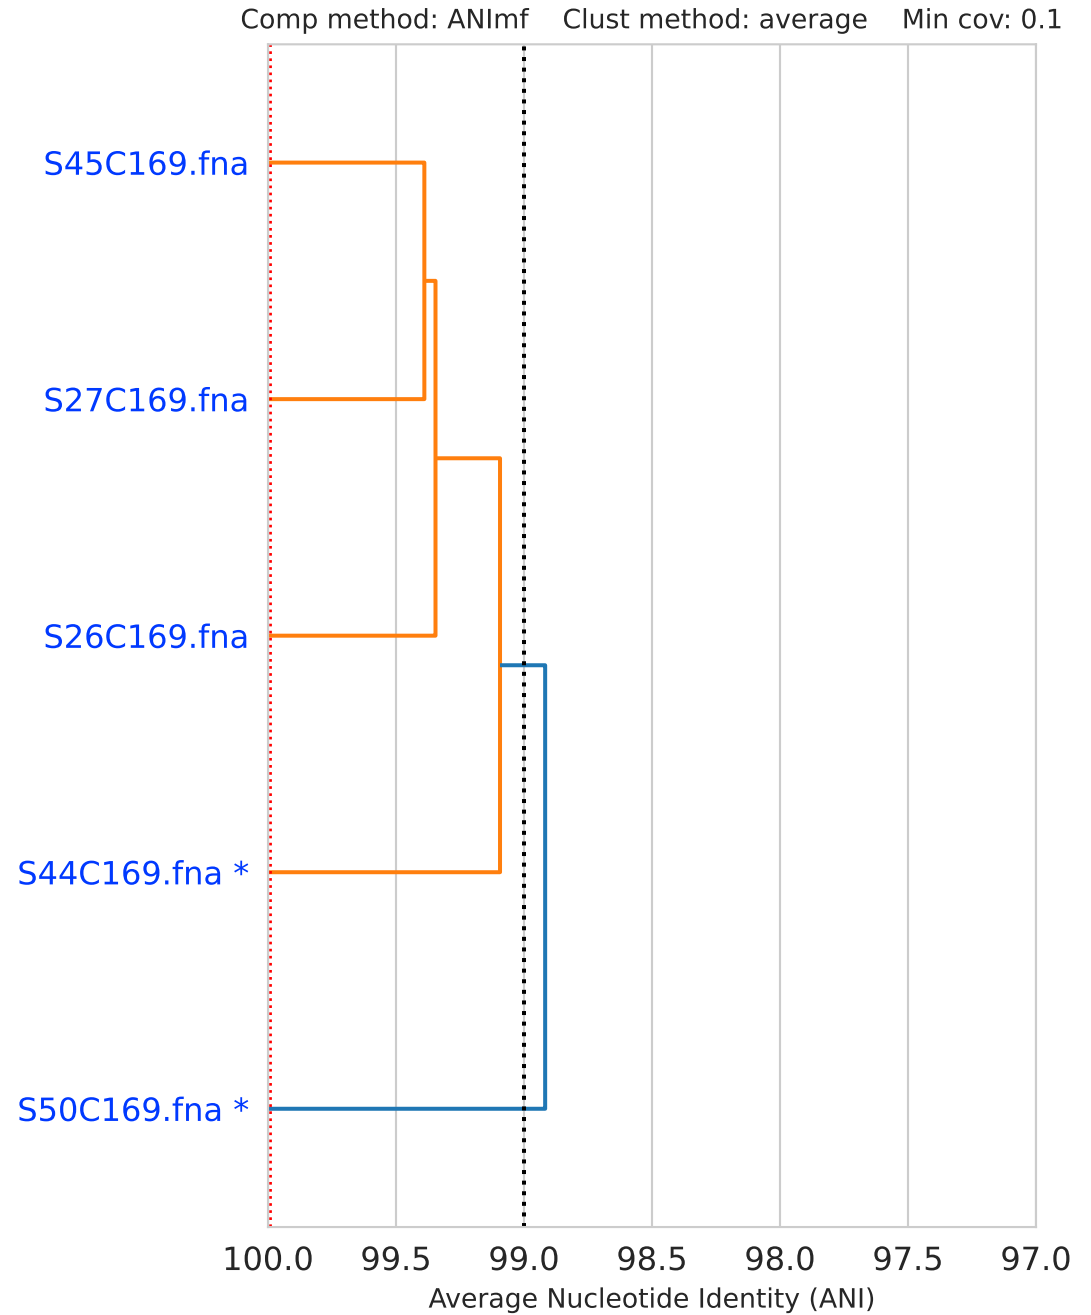 Comp method: ANImf    Clust method: average    Min cov: 0.1
S45C169.fna
S27C169.fna
S26C169.fna
S44C169.fna *
S50C169.fna *
100.0 99.5 99.0 98.5 98.0 97.5 97.0
Average Nucleotide Identity (ANI)